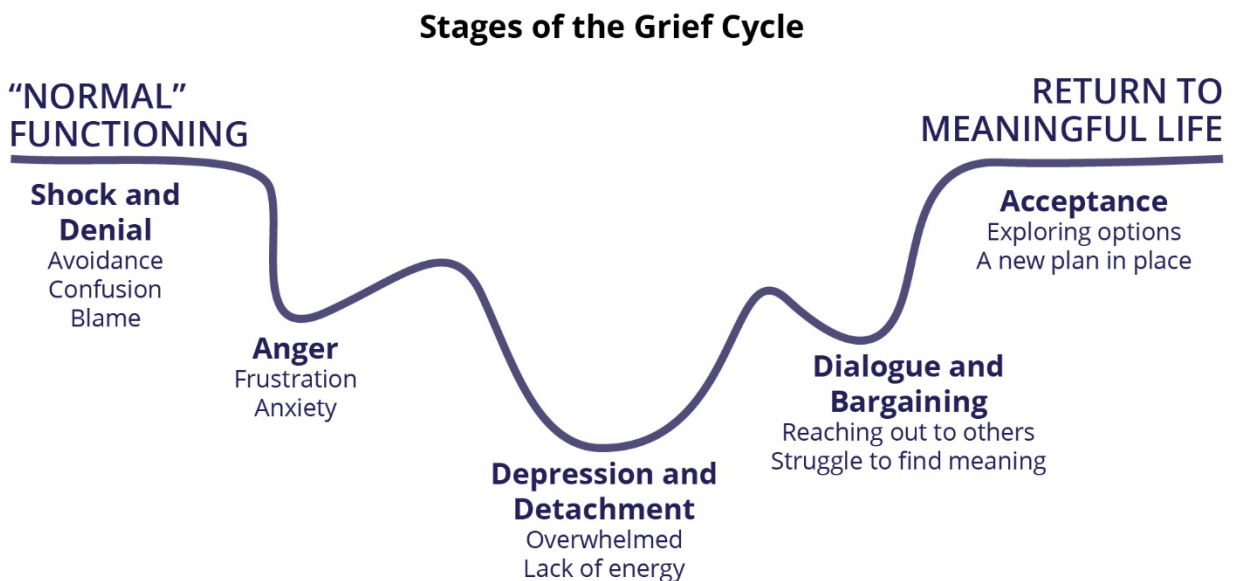 Stages of the Grief Cycle
“NORMAL”
FUNCTIONING
RETURN TO
MEANINGFUL LIFE
Shock and
Denial
Avoidance
Confusion
Blame
Anger
Frustration
Anxiety
Depression and
Detachment
Overwhelmed
Lack of energy
Dialogue and
Bargaining
Reaching out to others
Struggle to find meaning
Acceptance
Exploring options
A new plan in place